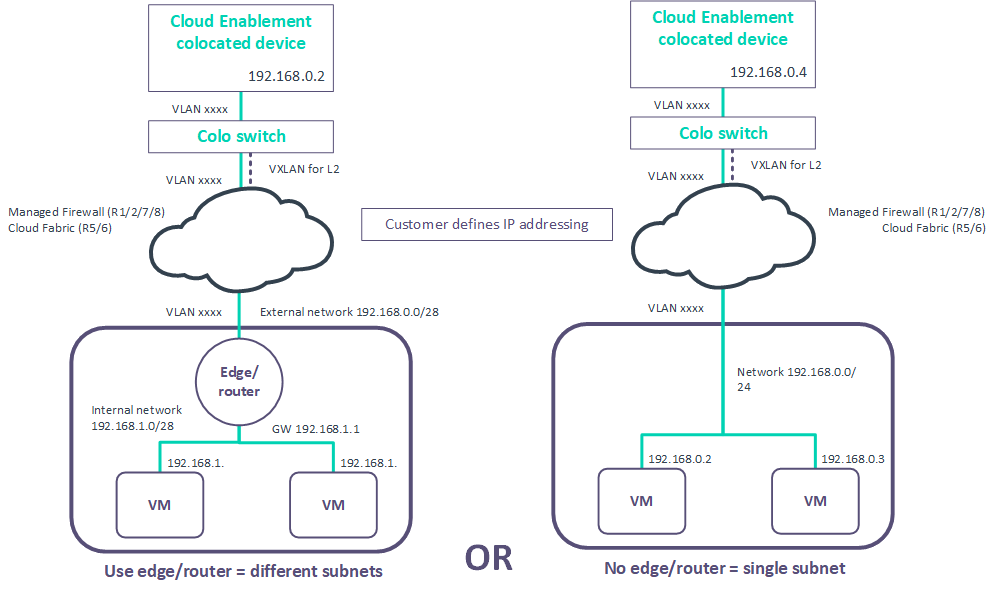 Cloud Enablement
colocated device
192.168.0.2
VLAN xxxx
Colo switch
VXLAN for L2
VLAN xxxx
Managed Firewall (R1/2/7/8)
Cloud Fabric (R5/6)
VLAN xxxx
External network 192.168.0.0/28
Edge/
router
Internal network
192.168.1.0/28
GW 192.168.1.1
192.168.1.
192.168.1.
VM
VM
Use edge/router = different subnets
Customer defines IP addressing
OR
Cloud Enablement
colocated device
192.168.0.4
VLAN xxxx
Colo switch
VXLAN for L2
VLAN xxxx
Managed Firewall (R1/2/7/8)
Cloud Fabric (R5/6)
VLAN xxxx
Network 192.168.0.0/
24
192.168.0.2
192.168.0.3
VM
VM
No edge/router = single subnet